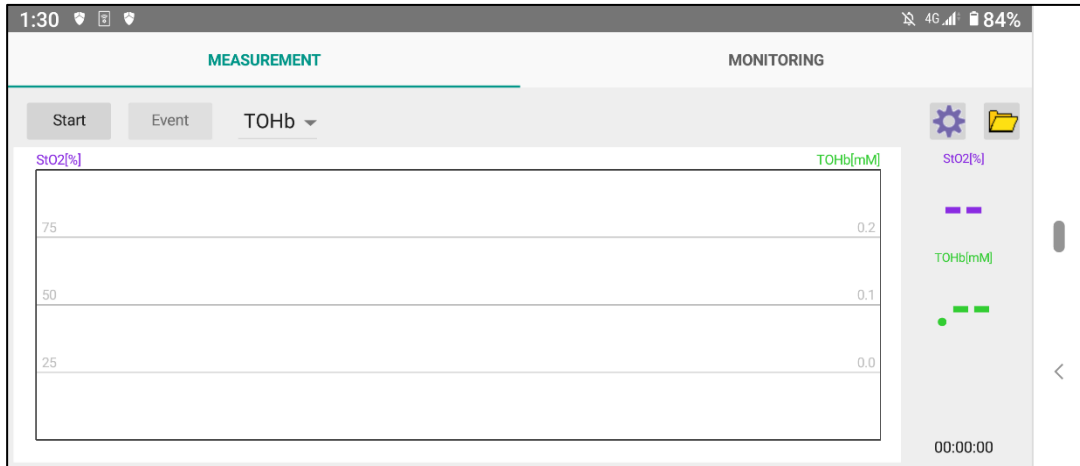 1:30 4G 84%
MEASUREMENT MONITORING
Start Event TOHb
StO2[%] TOHb[mM] StO2[%]
--
75 0.2
TOHb[mM]
50 0.1
.--
25 0.0
00:00:00